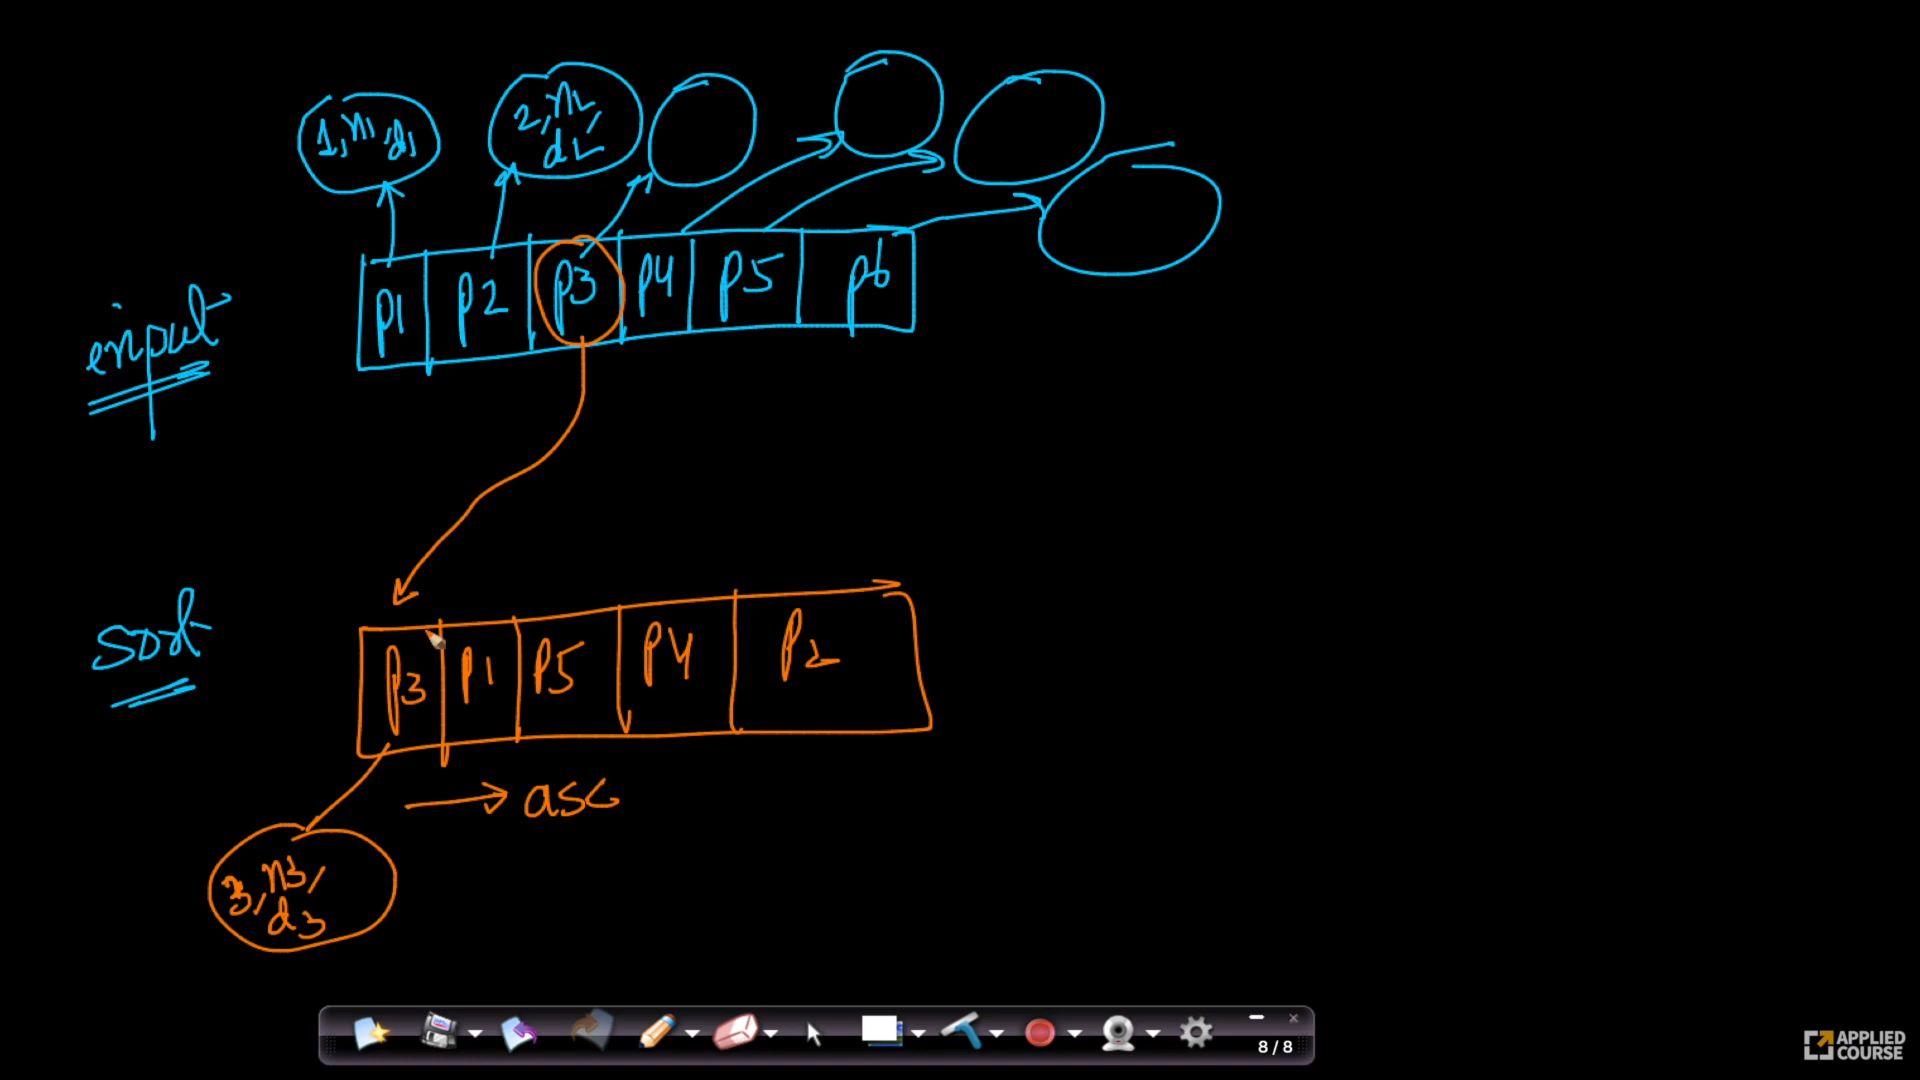 1, n1, d1
2, n2,
d2
p1 p2 p3 p4 p5 p6
input
sort
p3 p1 p5 p4 p2
→ asc
3, n3,
d3
8 / 8
APPLIED
COURSE